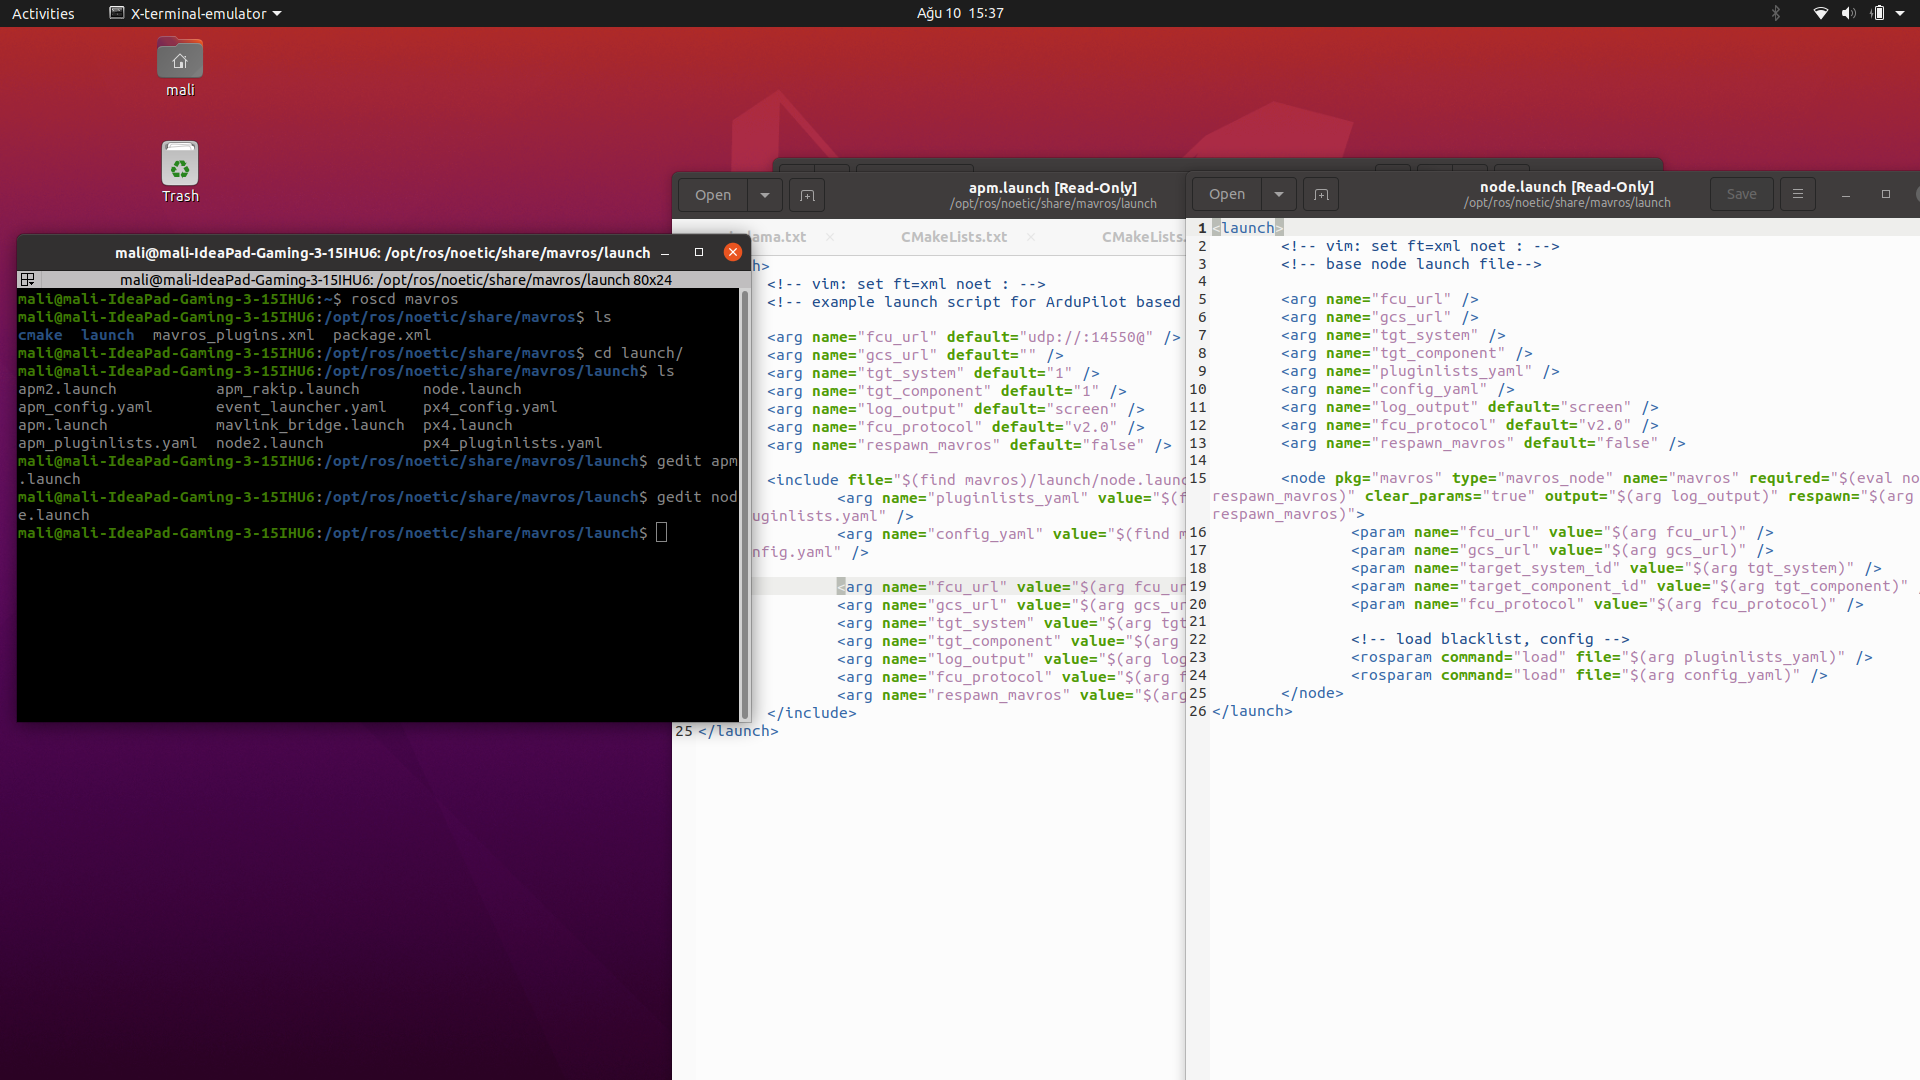 Activities
X-terminal-emulator
Ağu 10  15:37
mali
Trash
mali@mali-IdeaPad-Gaming-3-15IHU6: /opt/ros/noetic/share/mavros/launch
mali@mali-IdeaPad-Gaming-3-15IHU6: /opt/ros/noetic/share/mavros/launch 80x24
mali@mali-IdeaPad-Gaming-3-15IHU6:~$ roscd mavros
mali@mali-IdeaPad-Gaming-3-15IHU6:/opt/ros/noetic/share/mavros$ ls
cmake  launch  mavros_plugins.xml  package.xml
mali@mali-IdeaPad-Gaming-3-15IHU6:/opt/ros/noetic/share/mavros$ cd launch/
mali@mali-IdeaPad-Gaming-3-15IHU6:/opt/ros/noetic/share/mavros/launch$ ls
apm2.launch           apm_rakip.launch       node.launch
apm_config.yaml       event_launcher.yaml    px4_config.yaml
apm.launch            mavlink_bridge.launch  px4.launch
apm_pluginlists.yaml  node2.launch           px4_pluginlists.yaml
mali@mali-IdeaPad-Gaming-3-15IHU6:/opt/ros/noetic/share/mavros/launch$ gedit apm
.launch
mali@mali-IdeaPad-Gaming-3-15IHU6:/opt/ros/noetic/share/mavros/launch$ gedit nod
e.launch
mali@mali-IdeaPad-Gaming-3-15IHU6:/opt/ros/noetic/share/mavros/launch$
Open
apm.launch [Read-Only]
/opt/ros/noetic/share/mavros/launch
lama.txt
CMakeLists.txt
CMakeLists.
h>
<!-- vim: set ft=xml noet : -->
<!-- example launch script for ArduPilot based
<arg name="fcu_url" default="udp://:14550@" />
<arg name="gcs_url" default="" />
<arg name="tgt_system" default="1" />
<arg name="tgt_component" default="1" />
<arg name="log_output" default="screen" />
<arg name="fcu_protocol" default="v2.0" />
<arg name="respawn_mavros" default="false" />
<include file="$(find mavros)/launch/node.launc
<arg name="pluginlists_yaml" value="$(f
uginlists.yaml" />
<arg name="config_yaml" value="$(find m
nfig.yaml" />
<arg name="fcu_url" value="$(arg fcu_ur
<arg name="gcs_url" value="$(arg gcs_ur
<arg name="tgt_system" value="$(arg tgt
<arg name="tgt_component" value="$(arg
<arg name="log_output" value="$(arg log
<arg name="fcu_protocol" value="$(arg f
<arg name="respawn_mavros" value="$(arg
</include>
25 </launch>
Open
node.launch [Read-Only]
/opt/ros/noetic/share/mavros/launch
Save
1 <launch>
2 <!-- vim: set ft=xml noet : -->
3 <!-- base node launch file-->
4
5 <arg name="fcu_url" />
6 <arg name="gcs_url" />
7 <arg name="tgt_system" />
8 <arg name="tgt_component" />
9 <arg name="pluginlists_yaml" />
10 <arg name="config_yaml" />
11 <arg name="log_output" default="screen" />
12 <arg name="fcu_protocol" default="v2.0" />
13 <arg name="respawn_mavros" default="false" />
14
15 <node pkg="mavros" type="mavros_node" name="mavros" required="$(eval no
respawn_mavros)" clear_params="true" output="$(arg log_output)" respawn="$(arg
respawn_mavros)">
16 <param name="fcu_url" value="$(arg fcu_url)" />
17 <param name="gcs_url" value="$(arg gcs_url)" />
18 <param name="target_system_id" value="$(arg tgt_system)" />
19 <param name="target_component_id" value="$(arg tgt_component)" /
20 <param name="fcu_protocol" value="$(arg fcu_protocol)" />
21
22 <!-- load blacklist, config -->
23 <rosparam command="load" file="$(arg pluginlists_yaml)" />
24 <rosparam command="load" file="$(arg config_yaml)" />
25 </node>
26 </launch>